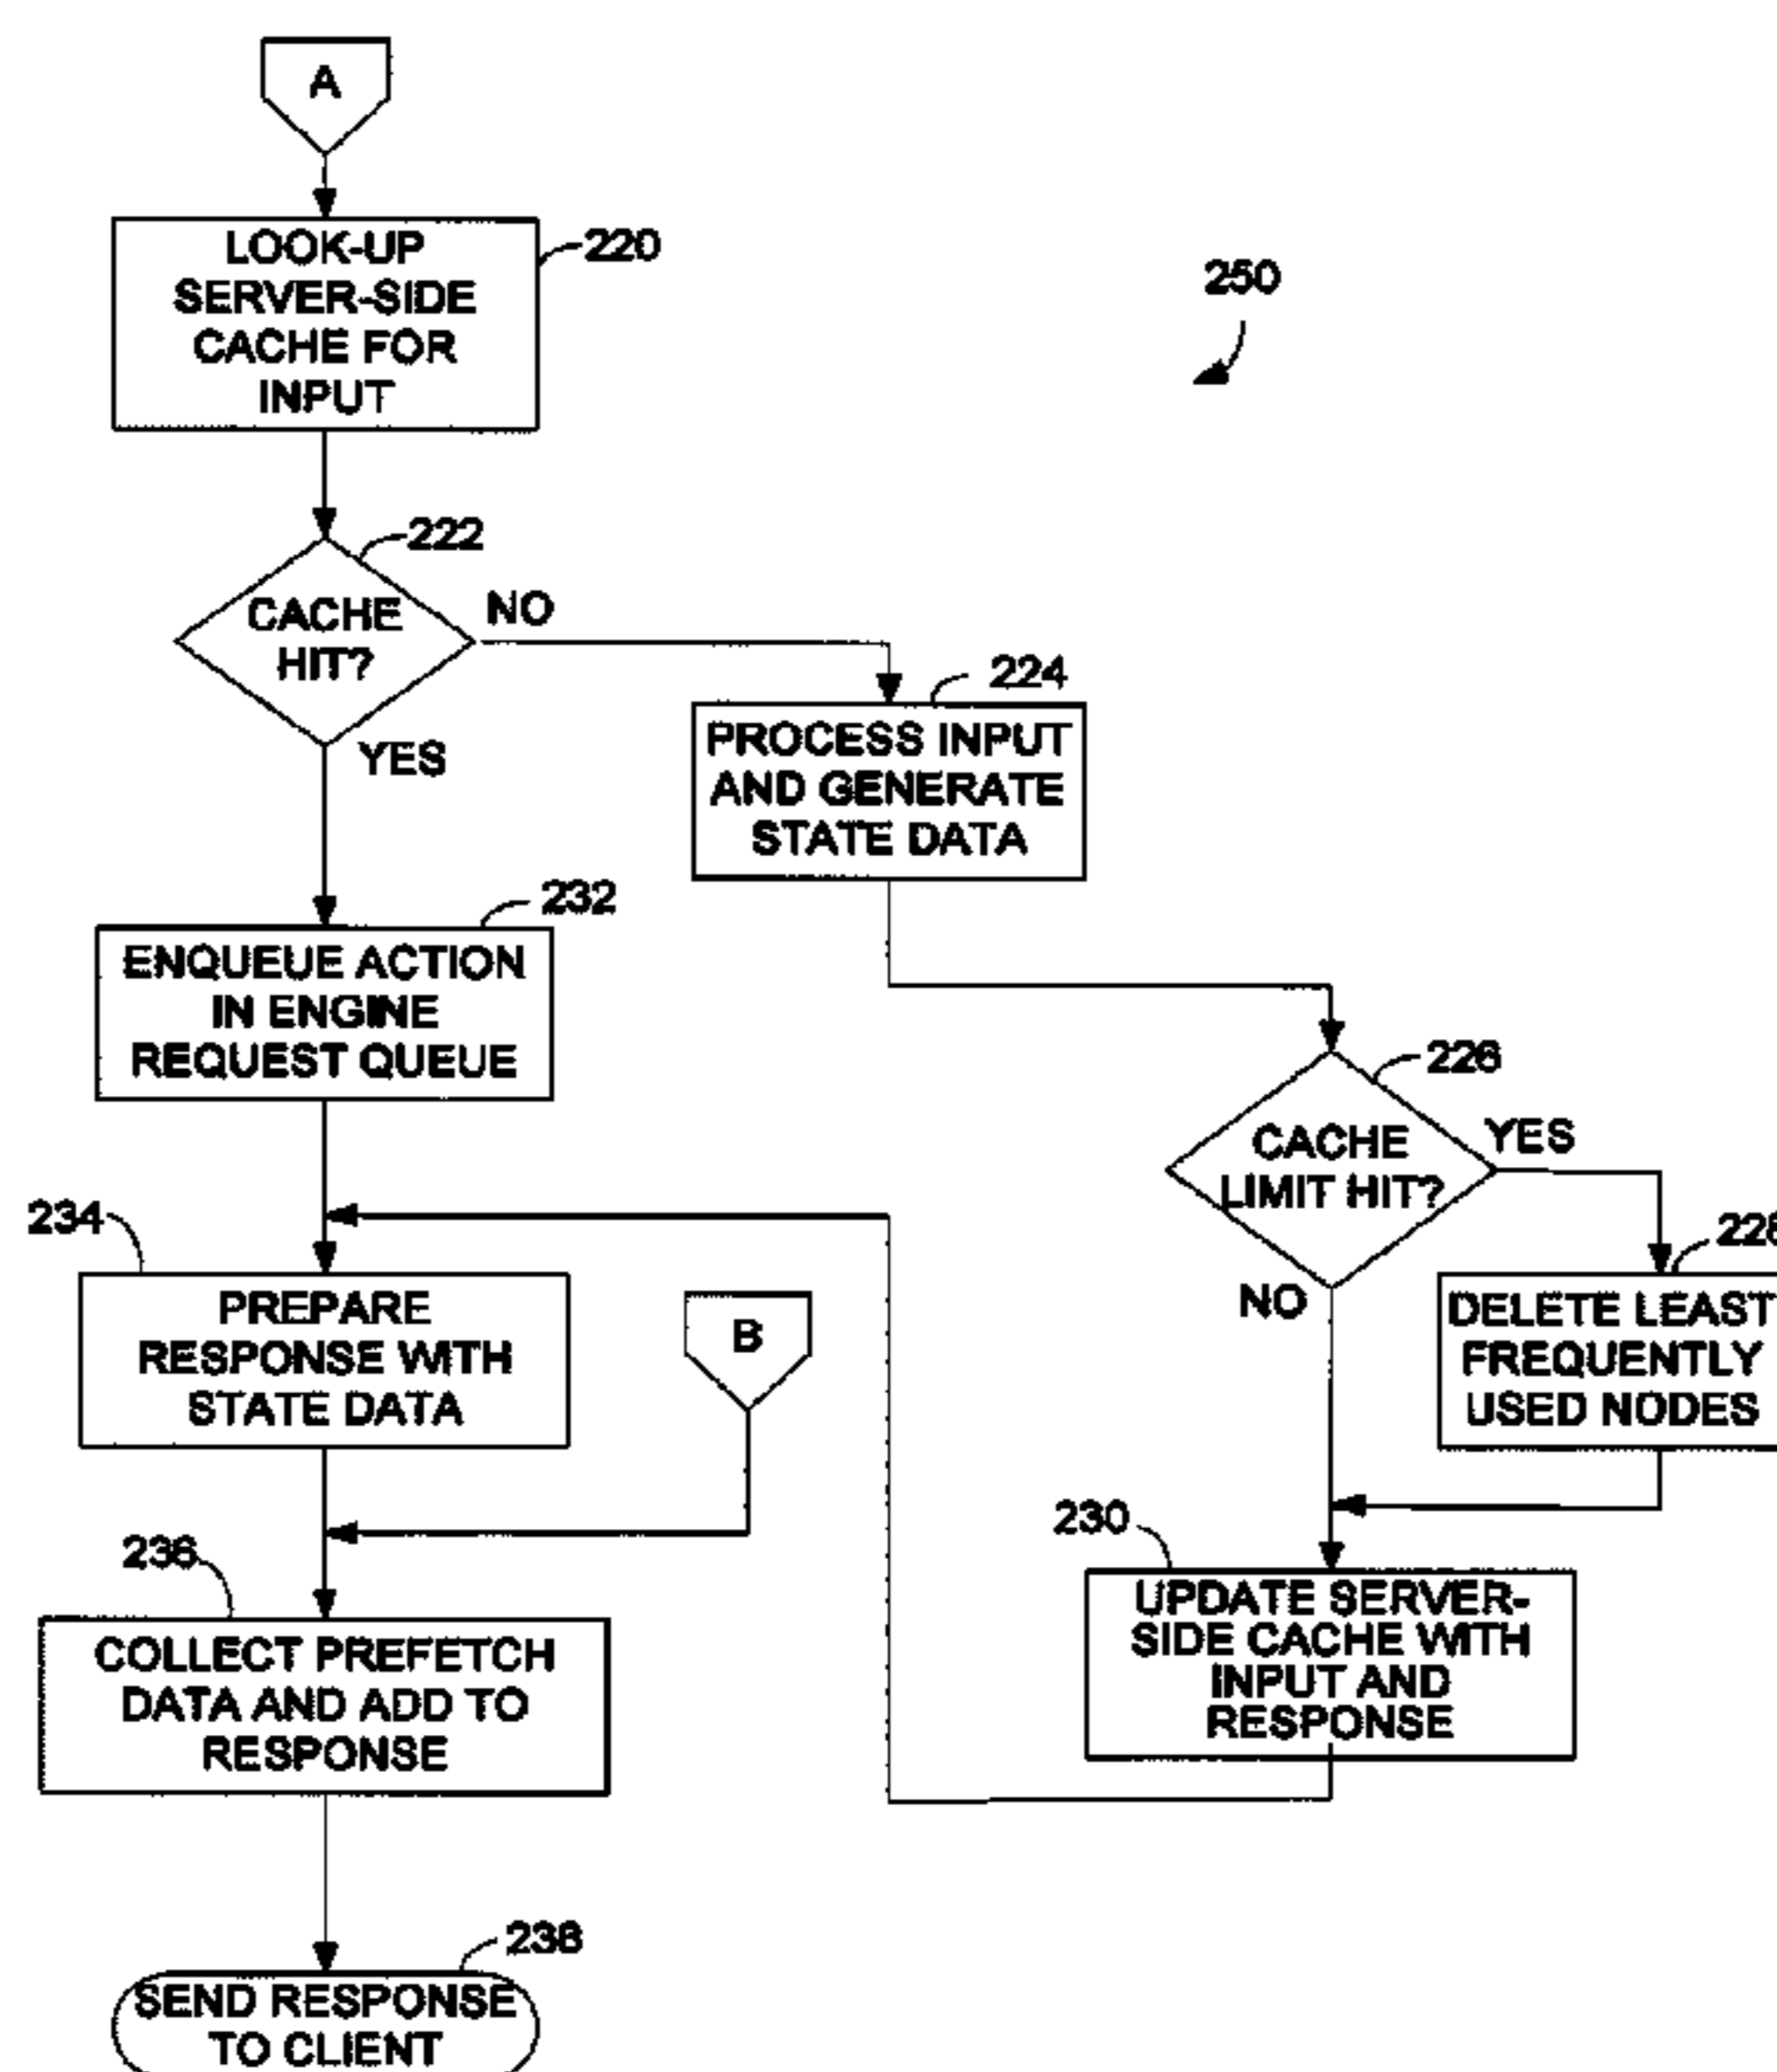 A
LOOK-UP
SERVER-SIDE
CACHE FOR
INPUT
220
250
222
CACHE
HIT?
NO
YES
224
PROCESS INPUT
AND GENERATE
STATE DATA
232
ENQUEUE ACTION
IN ENGINE
REQUEST QUEUE
226
CACHE
LIMIT HIT?
YES
NO
228
DELETE LEAST
FREQUENTLY
USED NODES
234
PREPARE
RESPONSE WITH
STATE DATA
B
230
UPDATE SERVER-
SIDE CACHE WITH
INPUT AND
RESPONSE
236
COLLECT PREFETCH
DATA AND ADD TO
RESPONSE
238
SEND RESPONSE
TO CLIENT